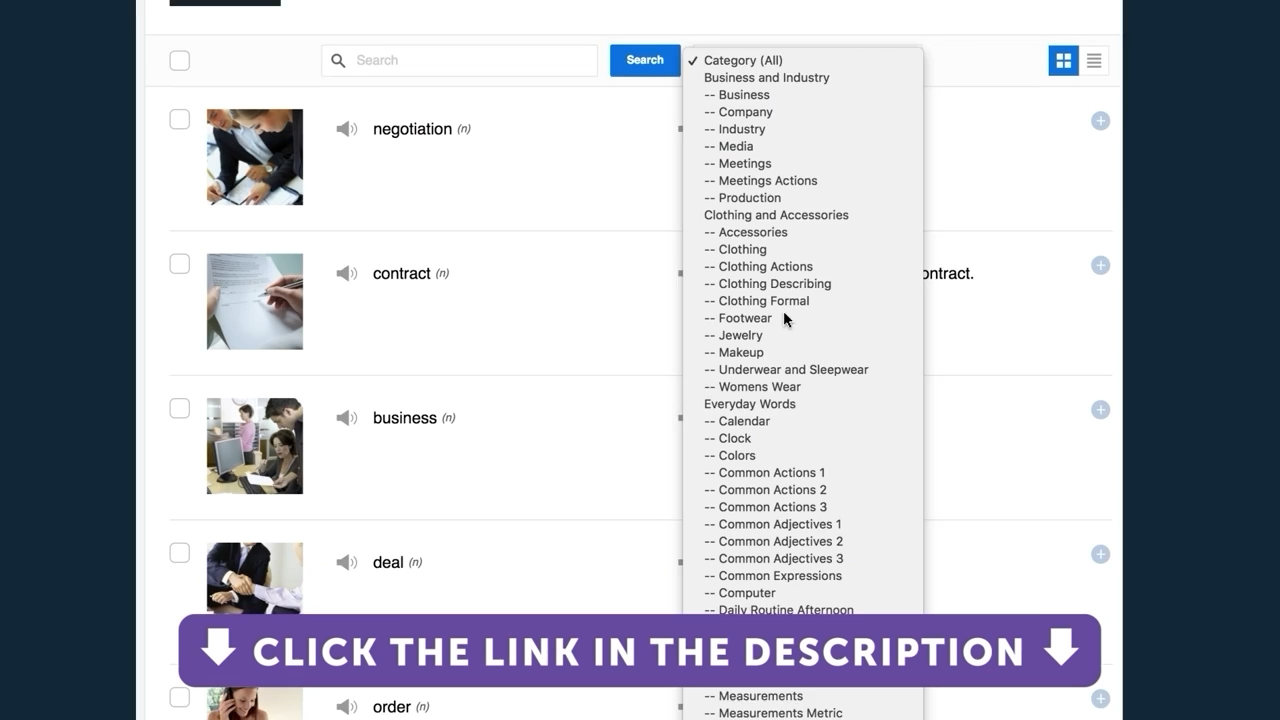 Search
Search
✓ Category (All)
Business and Industry
-- Business
-- Company
-- Industry
-- Media
-- Meetings
-- Meetings Actions
-- Production
Clothing and Accessories
-- Accessories
-- Clothing
-- Clothing Actions
-- Clothing Describing
-- Clothing Formal
-- Footwear
-- Jewelry
-- Makeup
-- Underwear and Sleepwear
-- Womens Wear
Everyday Words
-- Calendar
-- Clock
-- Colors
-- Common Actions 1
-- Common Actions 2
-- Common Actions 3
-- Common Adjectives 1
-- Common Adjectives 2
-- Common Adjectives 3
-- Common Expressions
-- Computer
-- Daily Routine Afternoon
-- Measurements
-- Measurements Metric
negotiation (n)
contract (n)
ontract.
business (n)
deal (n)
order (n)
CLICK THE LINK IN THE DESCRIPTION